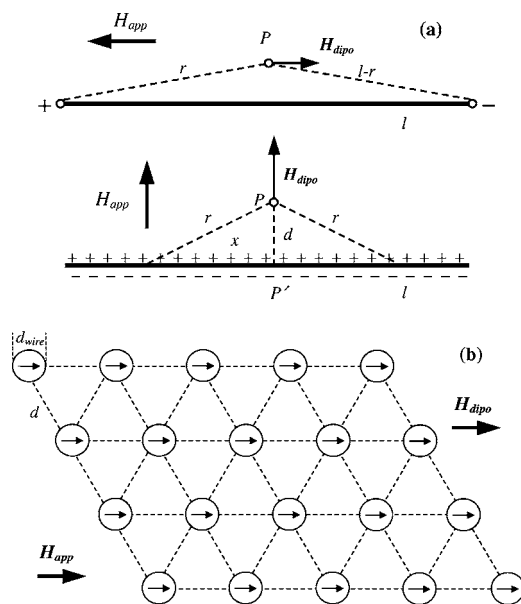 H_app P H_dipo (a)
r l-r
+ −
l
H_app H_dipo
P
r r
x d
+ + + + + + + + + + + + + + + + + + +
P′ l
− − − − − − − − − − − − − − − − − −
d_wire (b)
d H_dipo
H_app